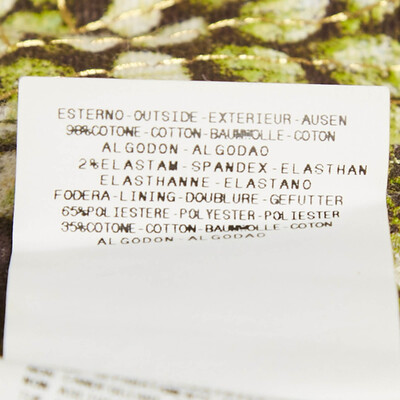 ESTERNO-OUTSIDE-EXTERIEUR-AUSEN
98%COTONE-COTTON-BAUMWOLLE-COTON
ALGODON-ALGODAO
2%ELASTAM-SPANDEX-ELASTHAN
ELASTHANNE-ELASTANO
FODERA-LINING-DOUBLURE-GEFUTTER
65%POLIESTERE-POLYESTER-POLIESTER
35%COTONE-COTTON-BAUMWOLLE-COTON
ALGODON-ALGODAO